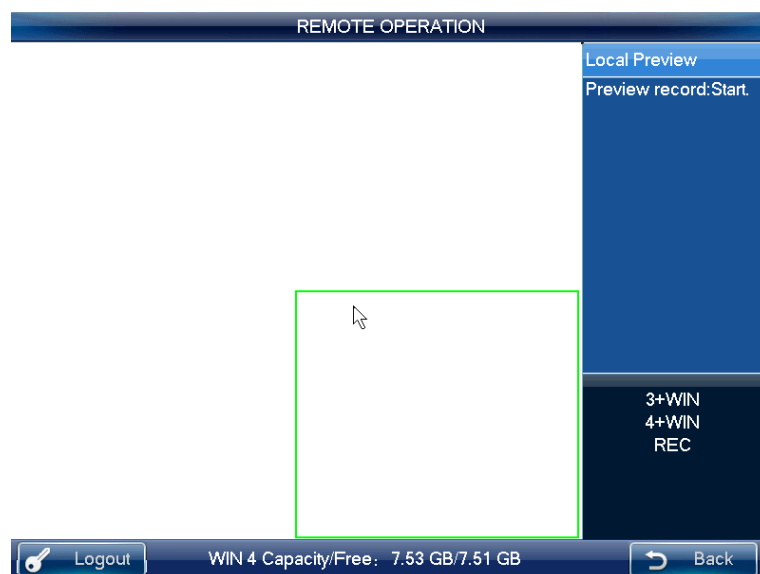 REMOTE OPERATION
Local Preview
Preview record:Start.
3+WIN
4+WIN
REC
Logout
WIN 4 Capacity/Free： 7.53 GB/7.51 GB
Back